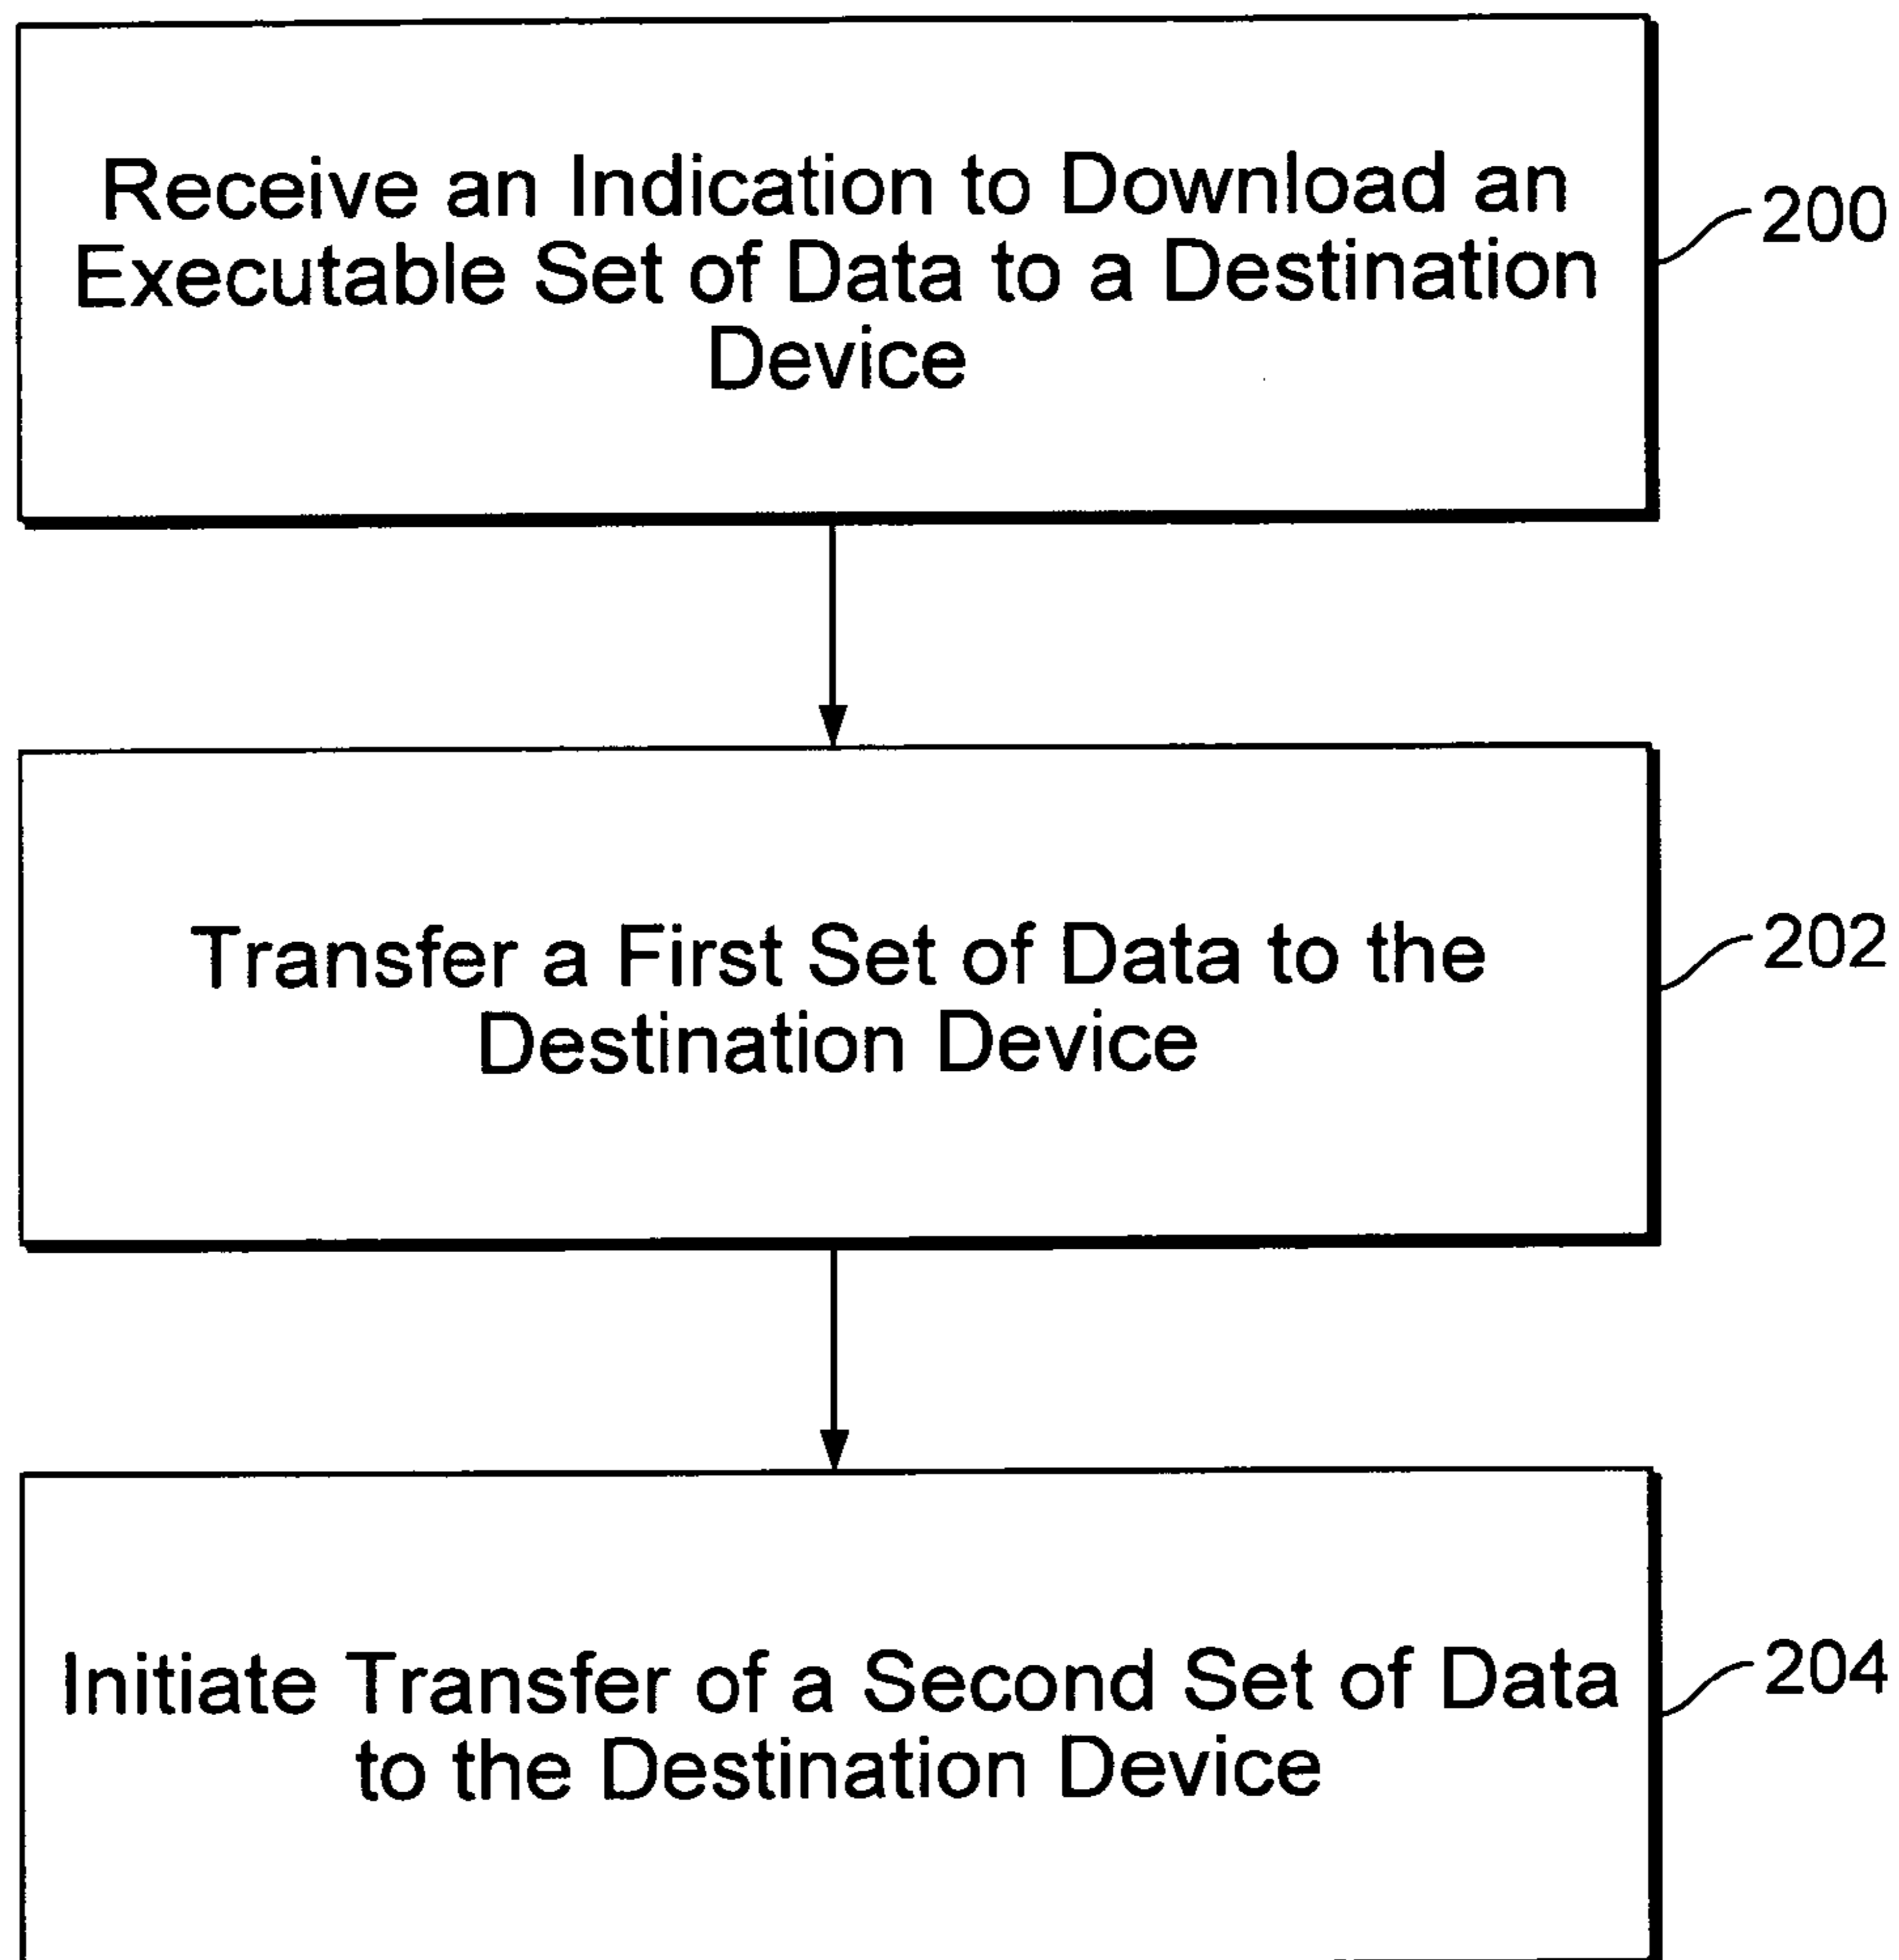 Receive an Indication to Download an
Executable Set of Data to a Destination
Device
200
Transfer a First Set of Data to the
Destination Device
202
Initiate Transfer of a Second Set of Data
to the Destination Device
204